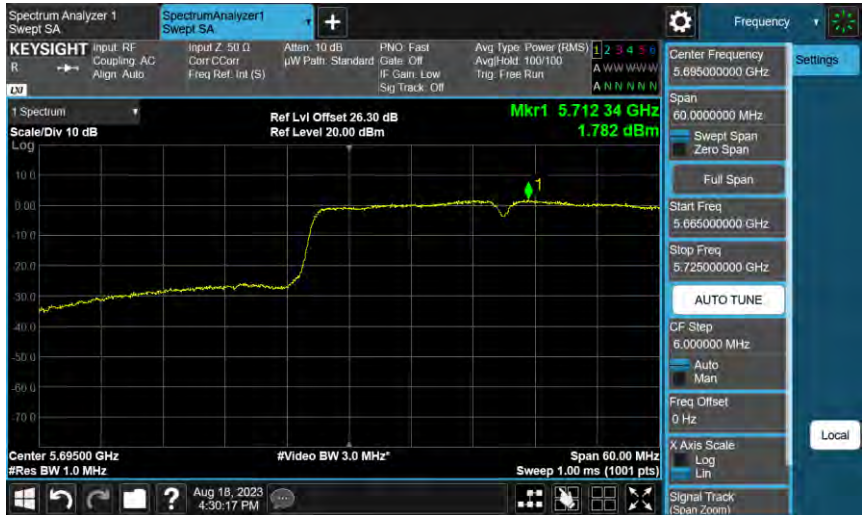 Spectrum Analyzer 1
Swept SA
SpectrumAnalyzer1
Swept SA
Frequency
KEYSIGHT
R
LXI
Input: RF
Coupling: AC
Align: Auto
Input Z: 50 Ω
Corr CCorr
Freq Ref: Int (S)
Atten: 10 dB
µW Path: Standard
PNO: Fast
Gate: Off
IF Gain: Low
Sig Track: Off
Avg Type: Power (RMS)
Avg|Hold: 100/100
Trig: Free Run
1 2 3 4 5 6
A W W W W W
A N N N N N
1 Spectrum
Scale/Div 10 dB
Log
Ref Lvl Offset 26.30 dB
Ref Level 20.00 dBm
Mkr1 5.712 34 GHz
1.782 dBm
1
10.0
0.00
-10.0
-20.0
-30.0
-40.0
-50.0
-60.0
-70.0
Center 5.69500 GHz
#Res BW 1.0 MHz
#Video BW 3.0 MHz*
Span 60.00 MHz
Sweep 1.00 ms (1001 pts)
Aug 18, 2023
4:30:17 PM
?
Center Frequency
5.695000000 GHz
Span
60.0000000 MHz
Swept Span
Zero Span
Full Span
Start Freq
5.665000000 GHz
Stop Freq
5.725000000 GHz
AUTO TUNE
CF Step
6.000000 MHz
Auto
Man
Freq Offset
0 Hz
X Axis Scale
Log
Lin
Signal Track
(Span Zoom)
Settings
Local